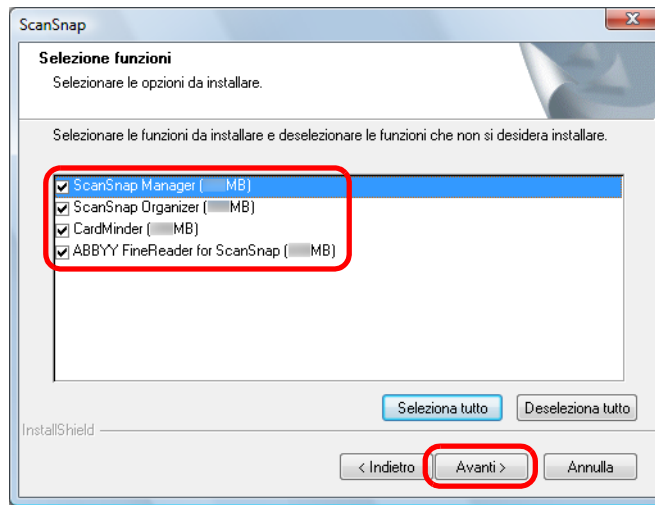 ScanSnap
Selezione funzioni
Selezionare le opzioni da installare.
Selezionare le funzioni da installare e deselezionare le funzioni che non si desidera installare.
ScanSnap Manager ( MB)
ScanSnap Organizer ( MB)
CardMinder ( MB)
ABBYY FineReader for ScanSnap ( MB)
Seleziona tutto Deseleziona tutto
InstallShield
< Indietro Avanti > Annulla